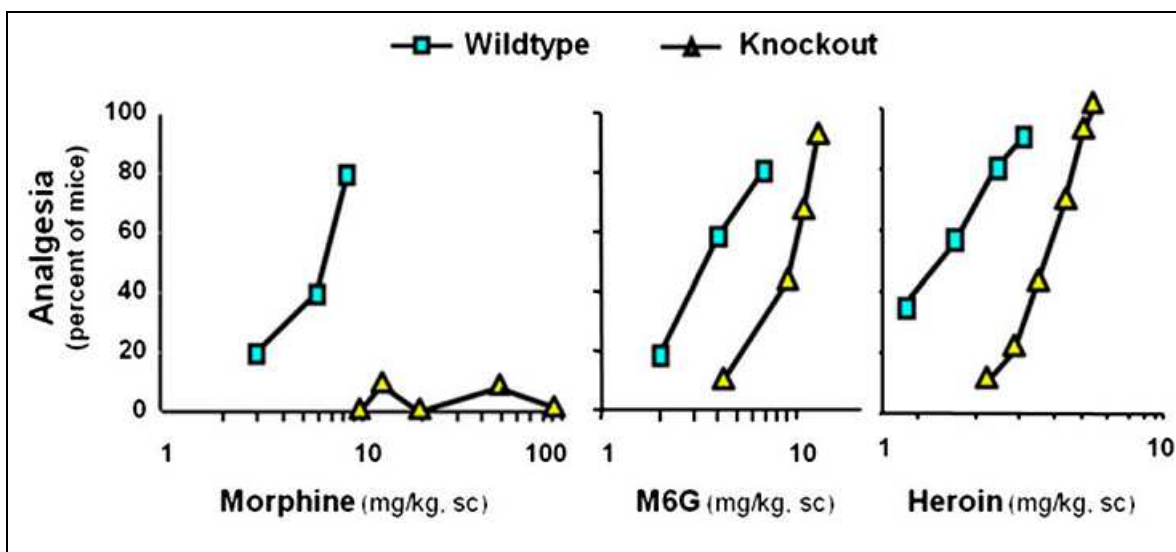 Wildtype Knockout
Analgesia
(percent of mice)
100
80
60
40
20
0
1 10 100
Morphine (mg/kg, sc)
1 10
M6G (mg/kg, sc)
1 10
Heroin (mg/kg, sc)